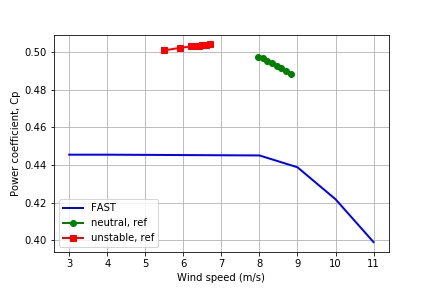 0.50
0.48
0.46
0.44
0.42
0.40
Power coefficient, Cp
FAST
neutral, ref
unstable, ref
3 4 5 6 7 8 9 10 11
Wind speed (m/s)